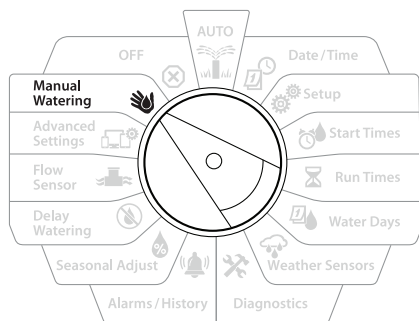 AUTO
OFF
Date / Time
Manual
Watering
Setup
Advanced
Settings
Start Times
Flow
Sensor
Run Times
Delay
Watering
Water Days
%
Seasonal Adjust
Weather Sensors
Alarms / History
Diagnostics